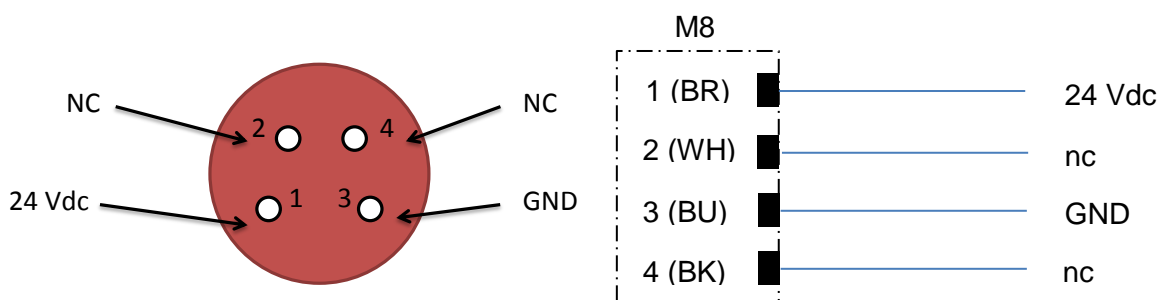 NC
2
4
NC
24 Vdc
1
3
GND
M8
1 (BR)
24 Vdc
2 (WH)
nc
3 (BU)
GND
4 (BK)
nc